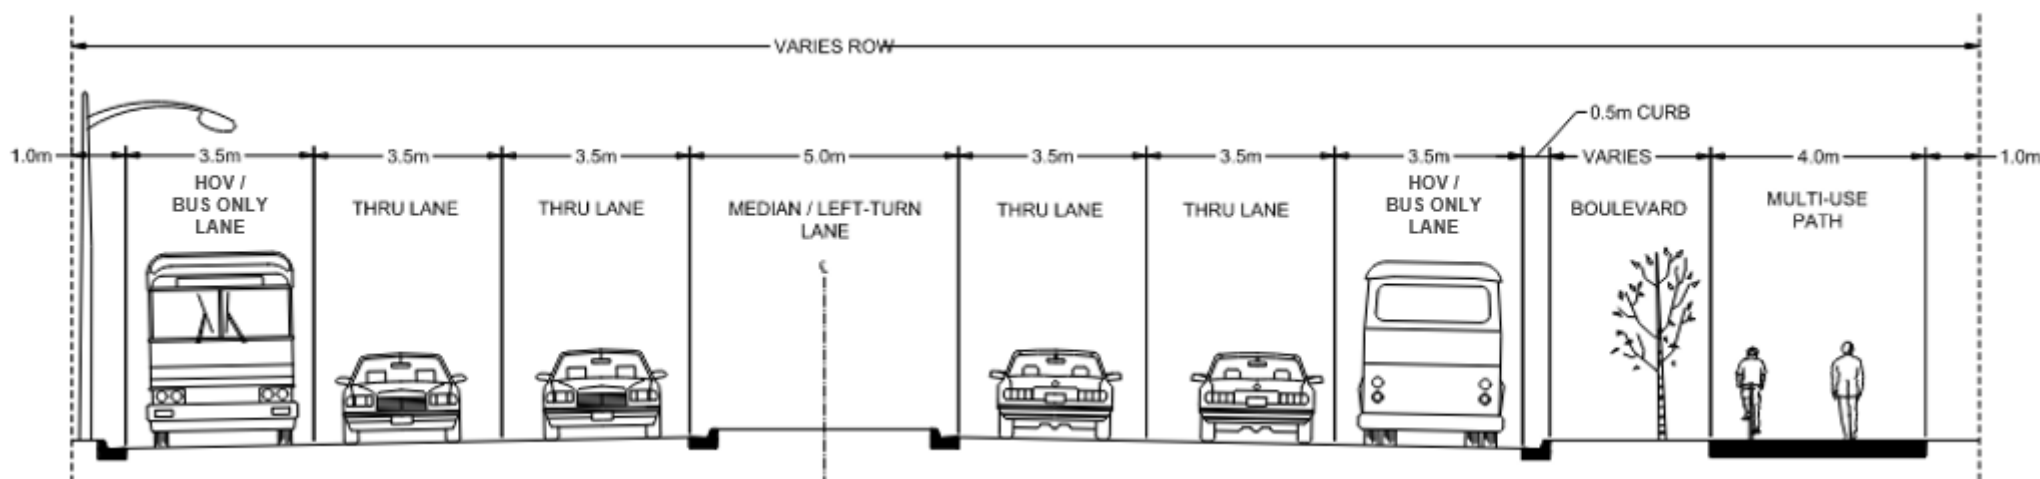 VARIES ROW
0.5m CURB
1.0m 3.5m 3.5m 3.5m 5.0m 3.5m 3.5m 3.5m VARIES 4.0m 1.0m
HOV /
BUS ONLY
LANE
THRU LANE
THRU LANE
MEDIAN / LEFT-TURN
LANE
THRU LANE
THRU LANE
HOV /
BUS ONLY
LANE
BOULEVARD
MULTI-USE
PATH
℄